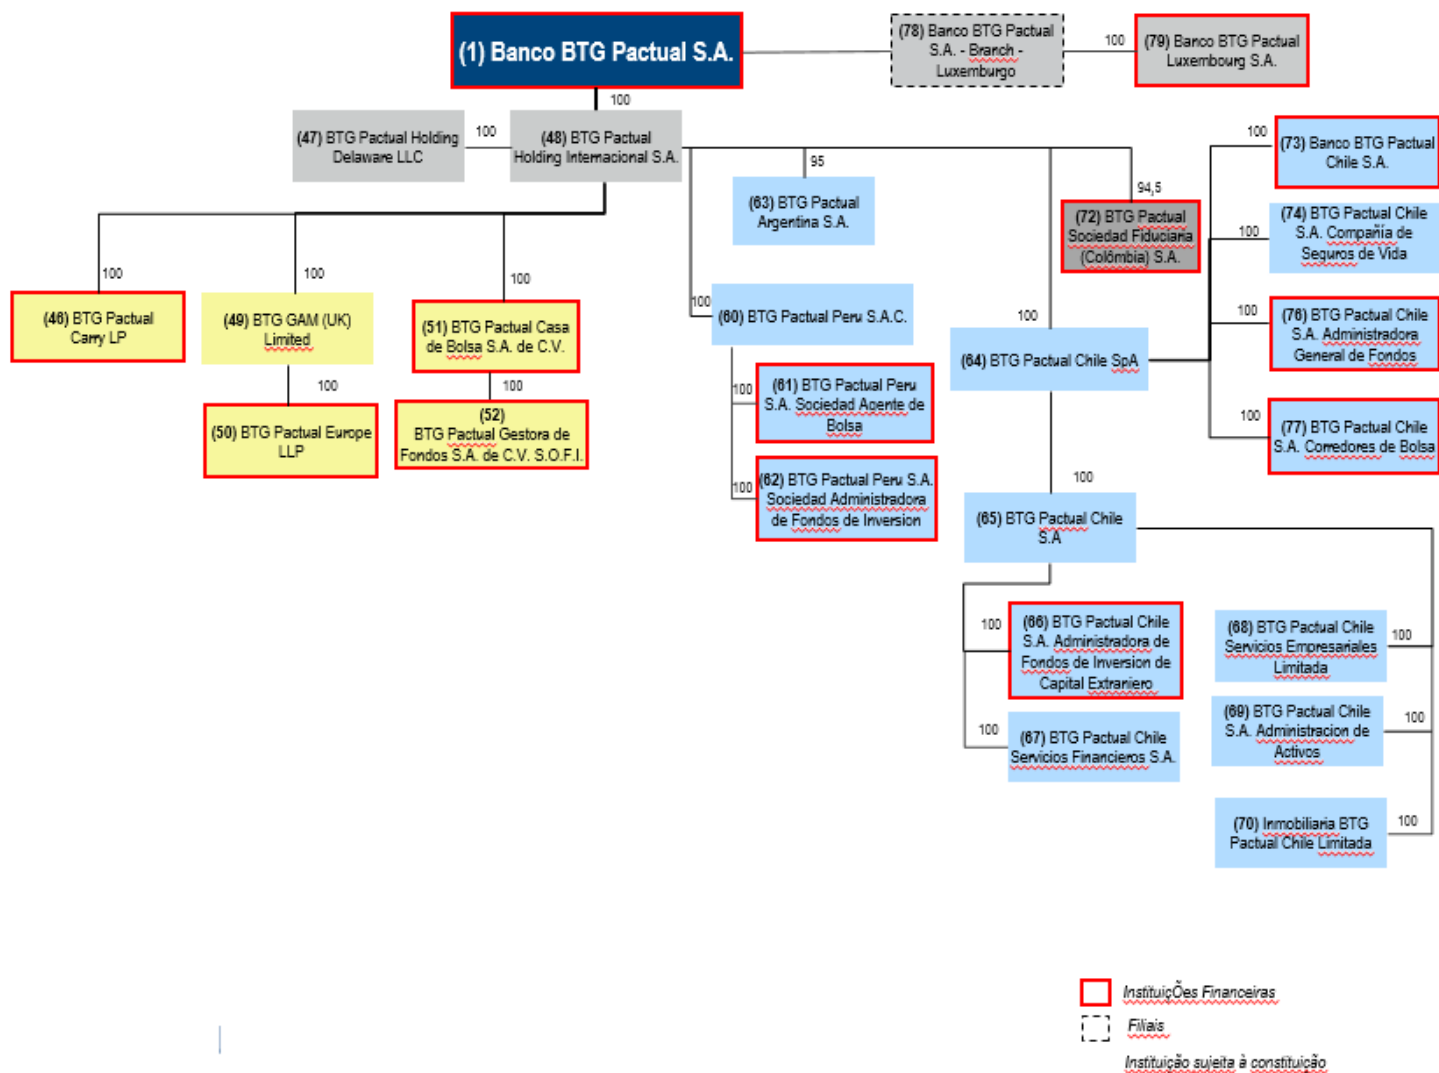 (1) Banco BTG Pactual S.A.
(78) Banco BTG Pactual
S.A. - Branch -
Luxemburgo
100
(79) Banco BTG Pactual
Luxembourg S.A.
100
(47) BTG Pactual Holding
Delaware LLC
100
(48) BTG Pactual
Holding Internacional S.A.
95
(63) BTG Pactual
Argentina S.A.
94,5
(72) BTG Pactual
Sociedad Fiduciaria
(Colômbia) S.A.
100
(73) Banco BTG Pactual
Chile S.A.
100
(74) BTG Pactual Chile
S.A. Compañía de
Seguros de Vida
100
(76) BTG Pactual Chile
S.A. Administradora
General de Fondos
100
(77) BTG Pactual Chile
S.A. Corredores de Bolsa
100
(46) BTG Pactual
Carry LP
100
(49) BTG GAM (UK)
Limited
100
(51) BTG Pactual Casa
de Bolsa S.A. de C.V.
100
(50) BTG Pactual Europe
LLP
100
(52)
BTG Pactual Gestora de
Fondos S.A. de C.V. S.O.F.I.
100
(60) BTG Pactual Peru S.A.C.
100
(61) BTG Pactual Peru
S.A. Sociedad Agente de
Bolsa
100
(62) BTG Pactual Peru S.A.
Sociedad Administradora
de Fondos de Inversion
100
(64) BTG Pactual Chile SpA
100
(65) BTG Pactual Chile
S.A
100
(66) BTG Pactual Chile
S.A. Administradora de
Fondos de Inversion de
Capital Extraniero
100
(67) BTG Pactual Chile
Servicios Financieros S.A.
(68) BTG Pactual Chile
Servicios Empresariales
Limitada
100
(69) BTG Pactual Chile
S.A. Administracion de
Activos
100
(70) Inmobiliaria BTG
Pactual Chile Limitada
100
InstituiçÕes Financeiras
Filiais
Instituição sujeita à constituição